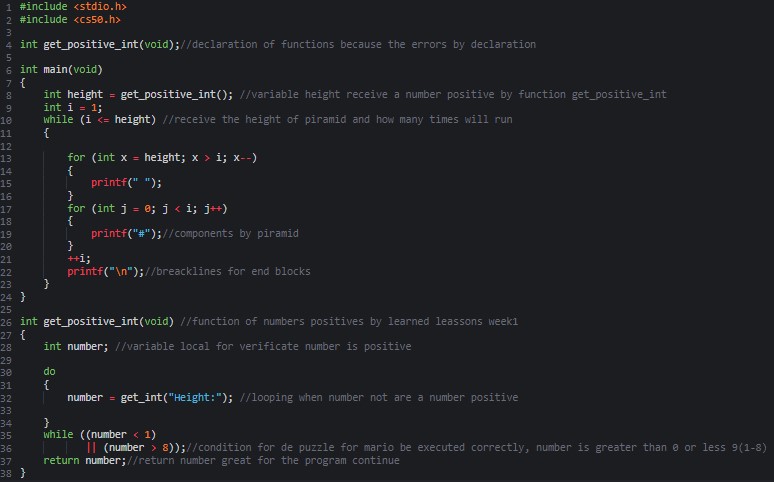 1 #include <stdio.h>
2 #include <cs50.h>
3
4 int get_positive_int(void);//declaration of functions because the errors by declaration
5
6 int main(void)
7 {
8     int height = get_positive_int(); //variable height receive a number positive by function get_positive_int
9     int i = 1;
10     while (i <= height) //receive the height of piramid and how many times will run
11     {
12
13         for (int x = height; x > i; x--)
14         {
15             printf(" ");
16         }
17         for (int j = 0; j < i; j++)
18         {
19             printf("#");//components by piramid
20         }
21         ++i;
22         printf("\n");//breacklines for end blocks
23     }
24 }
25
26 int get_positive_int(void) //function of numbers positives by learned leassons week1
27 {
28     int number; //variable local for verificate number is positive
29
30     do
31     {
32         number = get_int("Height:"); //looping when number not are a number positive
33
34     }
35     while ((number < 1)
36            || (number > 8));//condition for de puzzle for mario be executed correctly, number is greater than 0 or less 9(1-8)
37     return number;//return number great for the program continue
38 }